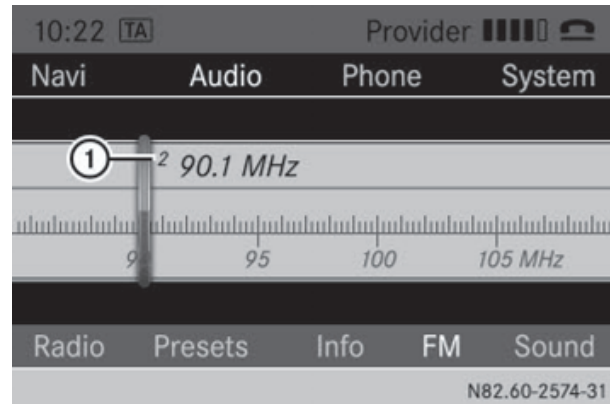 10:22 TA Provider
Navi Audio Phone System
1 2 90.1 MHz
95 100 105 MHz
Radio Presets Info FM Sound
N82.60-2574-31